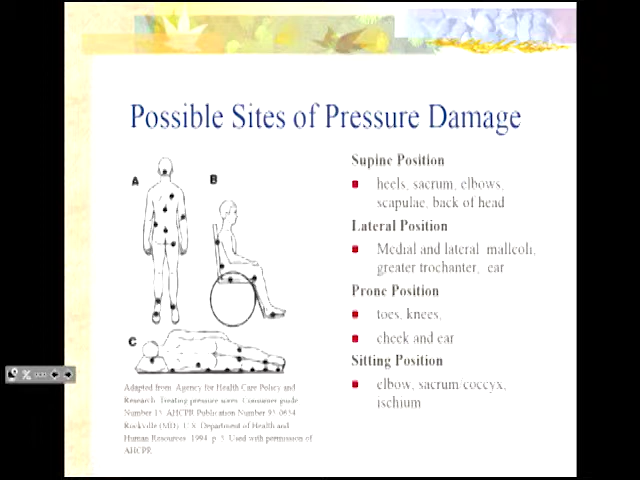 Possible Sites of Pressure Damage
A
B
C
Supine Position
heels, sacrum, elbows,
scapulae, back of head
Lateral Position
Medial and lateral malleoli,
greater trochanter, ear
Prone Position
toes, knees,
cheek and ear
Sitting Position
elbow, sacrum/coccyx,
ischium
Adapted from Agency for Health Care Policy and
Research. Treating pressure sores. Consumer guide
Number 15. AHCPR Publication Number 95-0654
Rockville (MD): U.S. Department of Health and
Human Resources. 1994. p. 5. Used with permission of
AHCPR